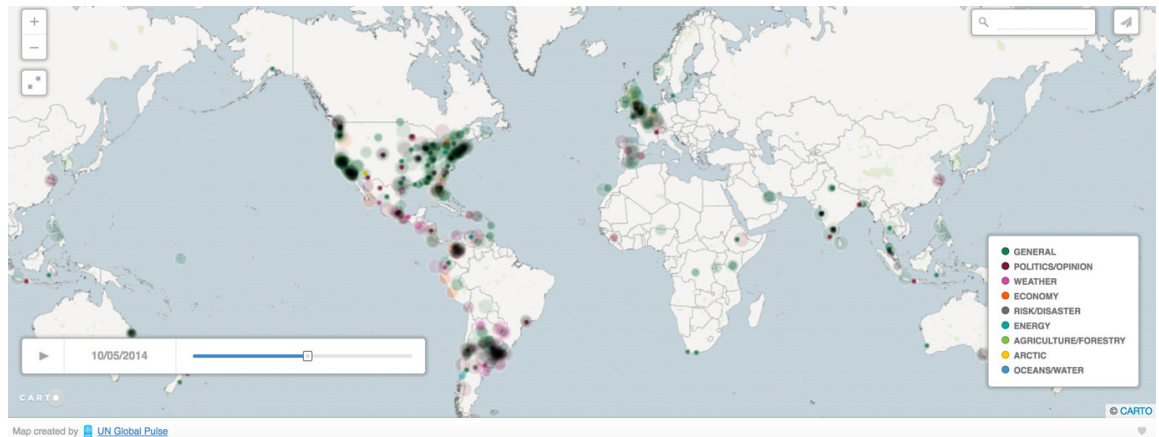 +
−
GENERAL
POLITICS/OPINION
WEATHER
ECONOMY
RISK/DISASTER
ENERGY
AGRICULTURE/FORESTRY
ARCTIC
OCEANS/WATER
10/05/2014
CARTO
© CARTO
Map created by UN Global Pulse